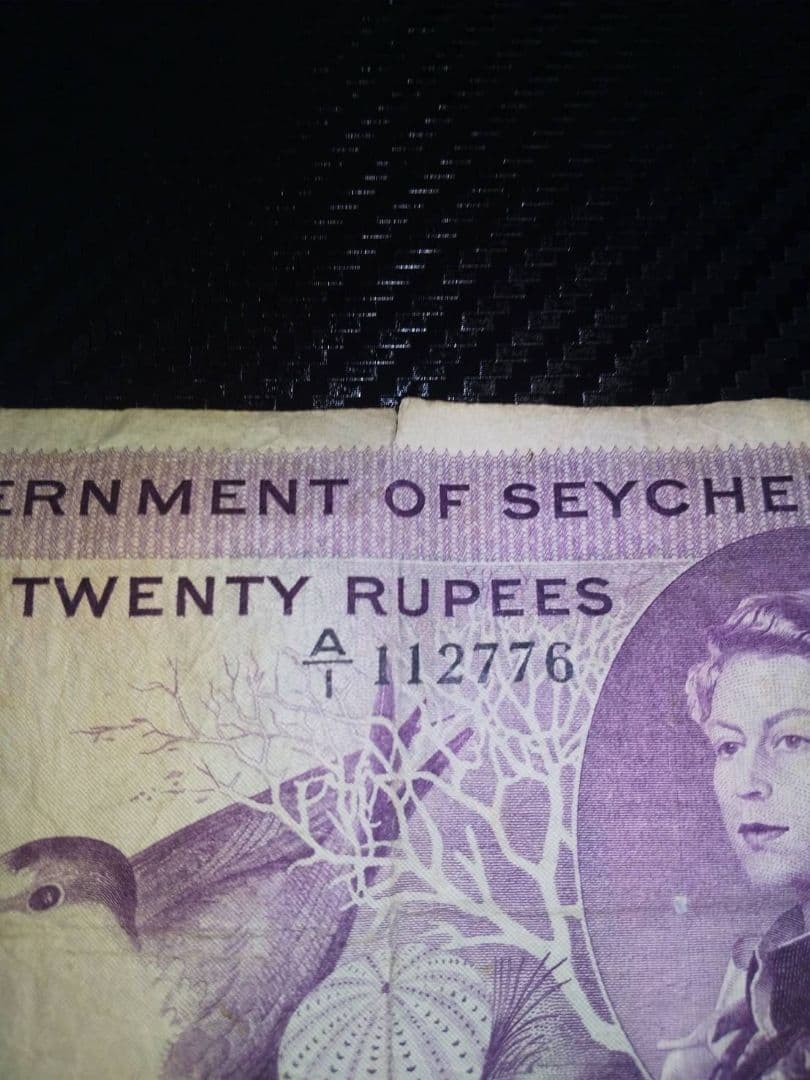 ERNMENT OF SEYCHE
TWENTY RUPEES
A/1 112776